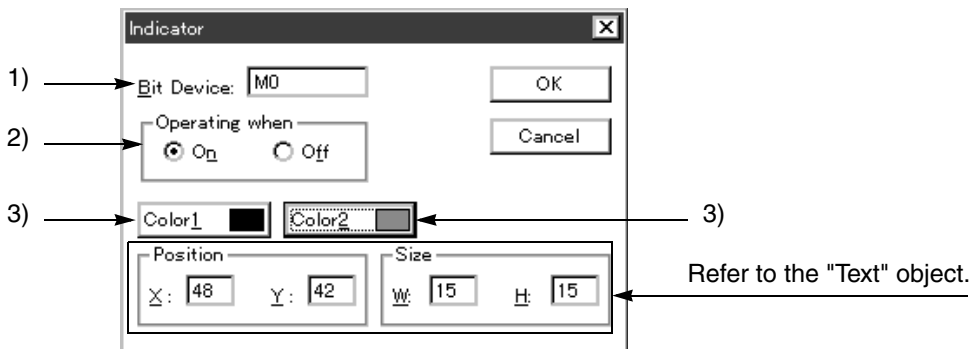 Indicator
1) Bit Device: M0 OK
2) Operating when Cancel
On Off
3) Color1 Color2 3)
Position Size
Refer to the "Text" object.
X: 48 Y: 42 W: 15 H: 15